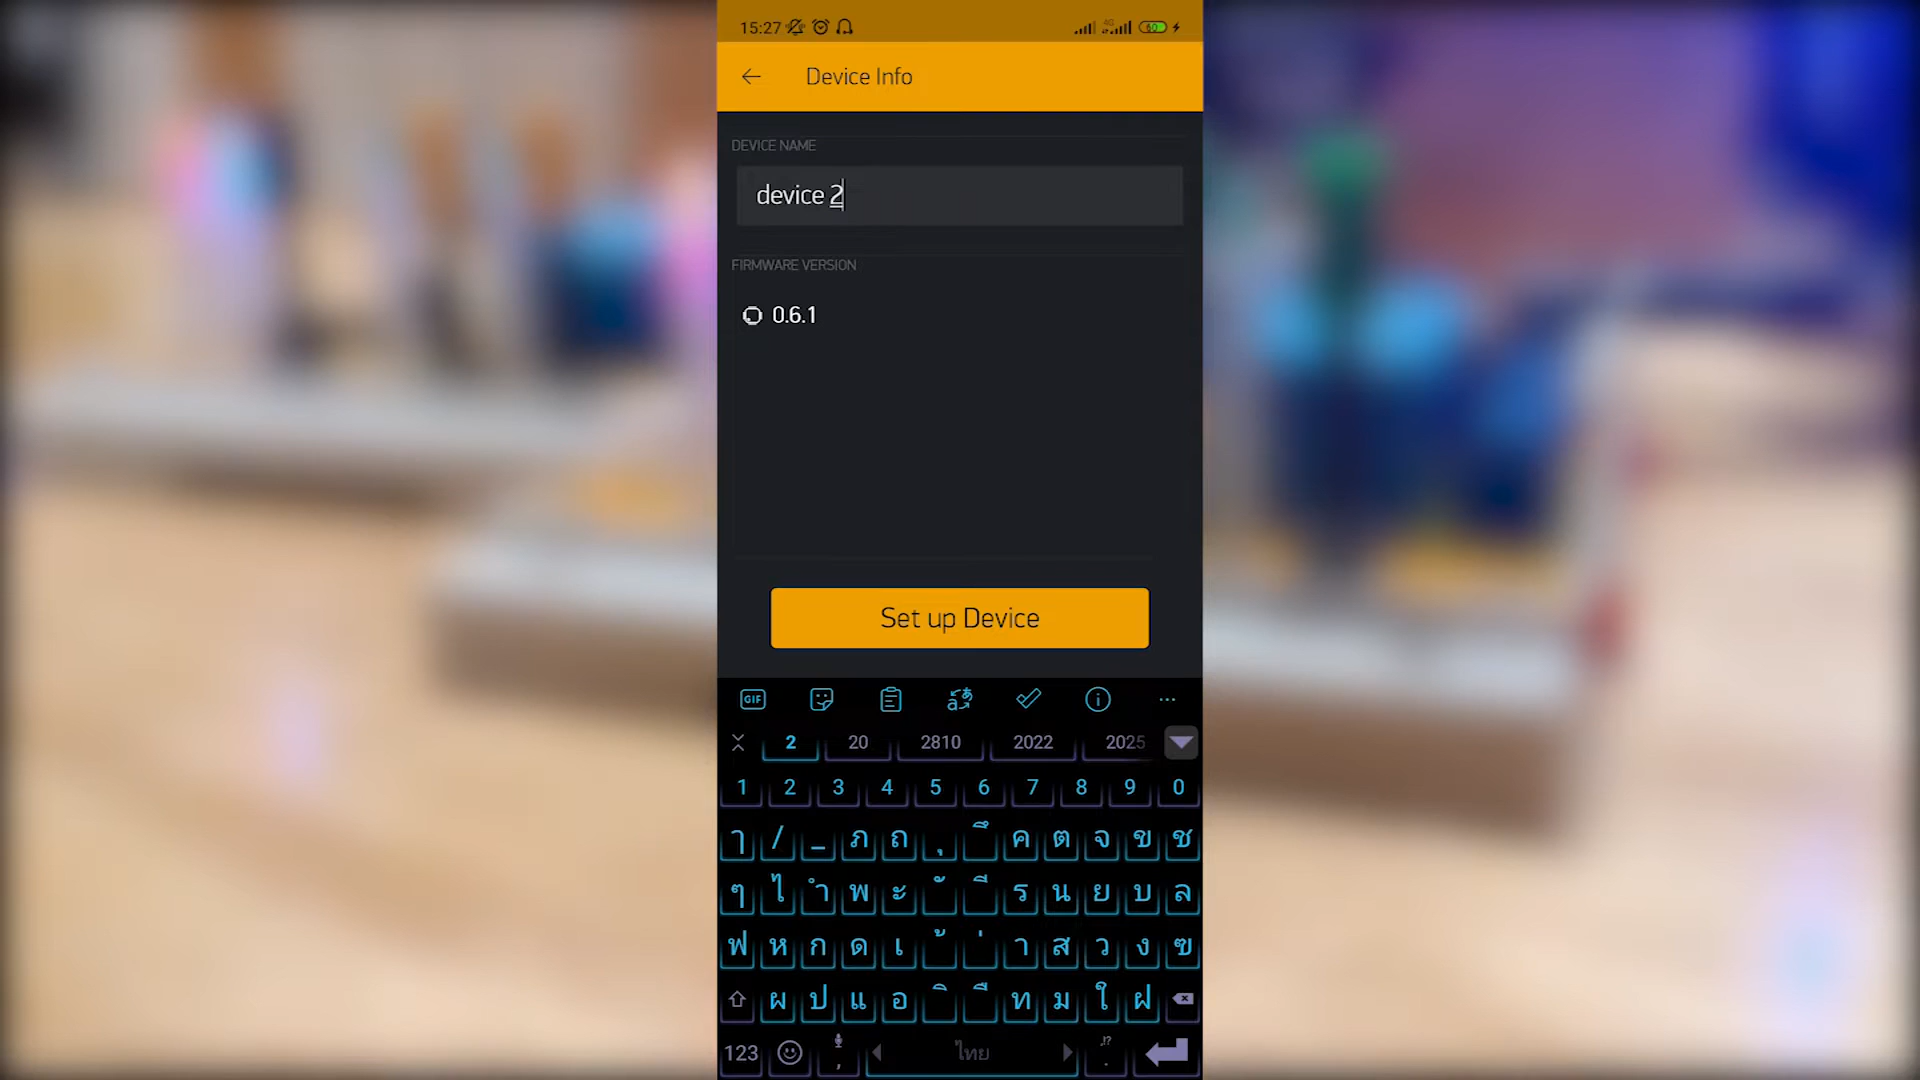 15:27 4G 60
Device Info
DEVICE NAME
device 2
FIRMWARE VERSION
0.6.1
Set up Device
GIF
2 20 2810 2022 2025
1 2 3 4 5 6 7 8 9 0
ๅ / _ ภ ถ ุ ึ ค ต จ ข ช
ๆ ไ ำ พ ะ ั ี ร น ย บ ล
ฟ ห ก ด เ ้ ่ า ส ว ง ฃ
ผ ป แ อ ิ ื ท ม ใ ฝ
123 , ไทย ,!? .